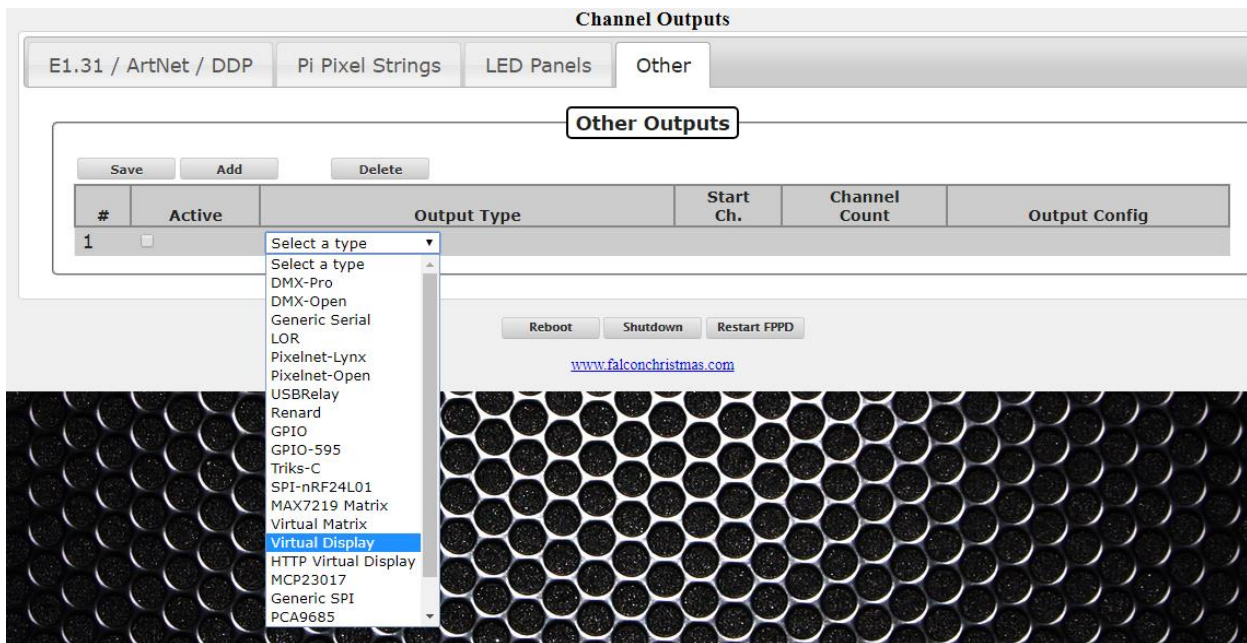 Channel Outputs
E1.31 / ArtNet / DDP Pi Pixel Strings LED Panels Other
Other Outputs
Save Add Delete
# Active Output Type Start Ch. Channel Count Output Config
1 Select a type
Select a type
DMX-Pro
DMX-Open
Generic Serial
LOR
Pixelnet-Lynx
Pixelnet-Open
USBRelay
Renard
GPIO
GPIO-595
Triks-C
SPI-nRF24L01
MAX7219 Matrix
Virtual Matrix
Virtual Display
HTTP Virtual Display
MCP23017
Generic SPI
PCA9685
Reboot Shutdown Restart FPPD
www.falconchristmas.com